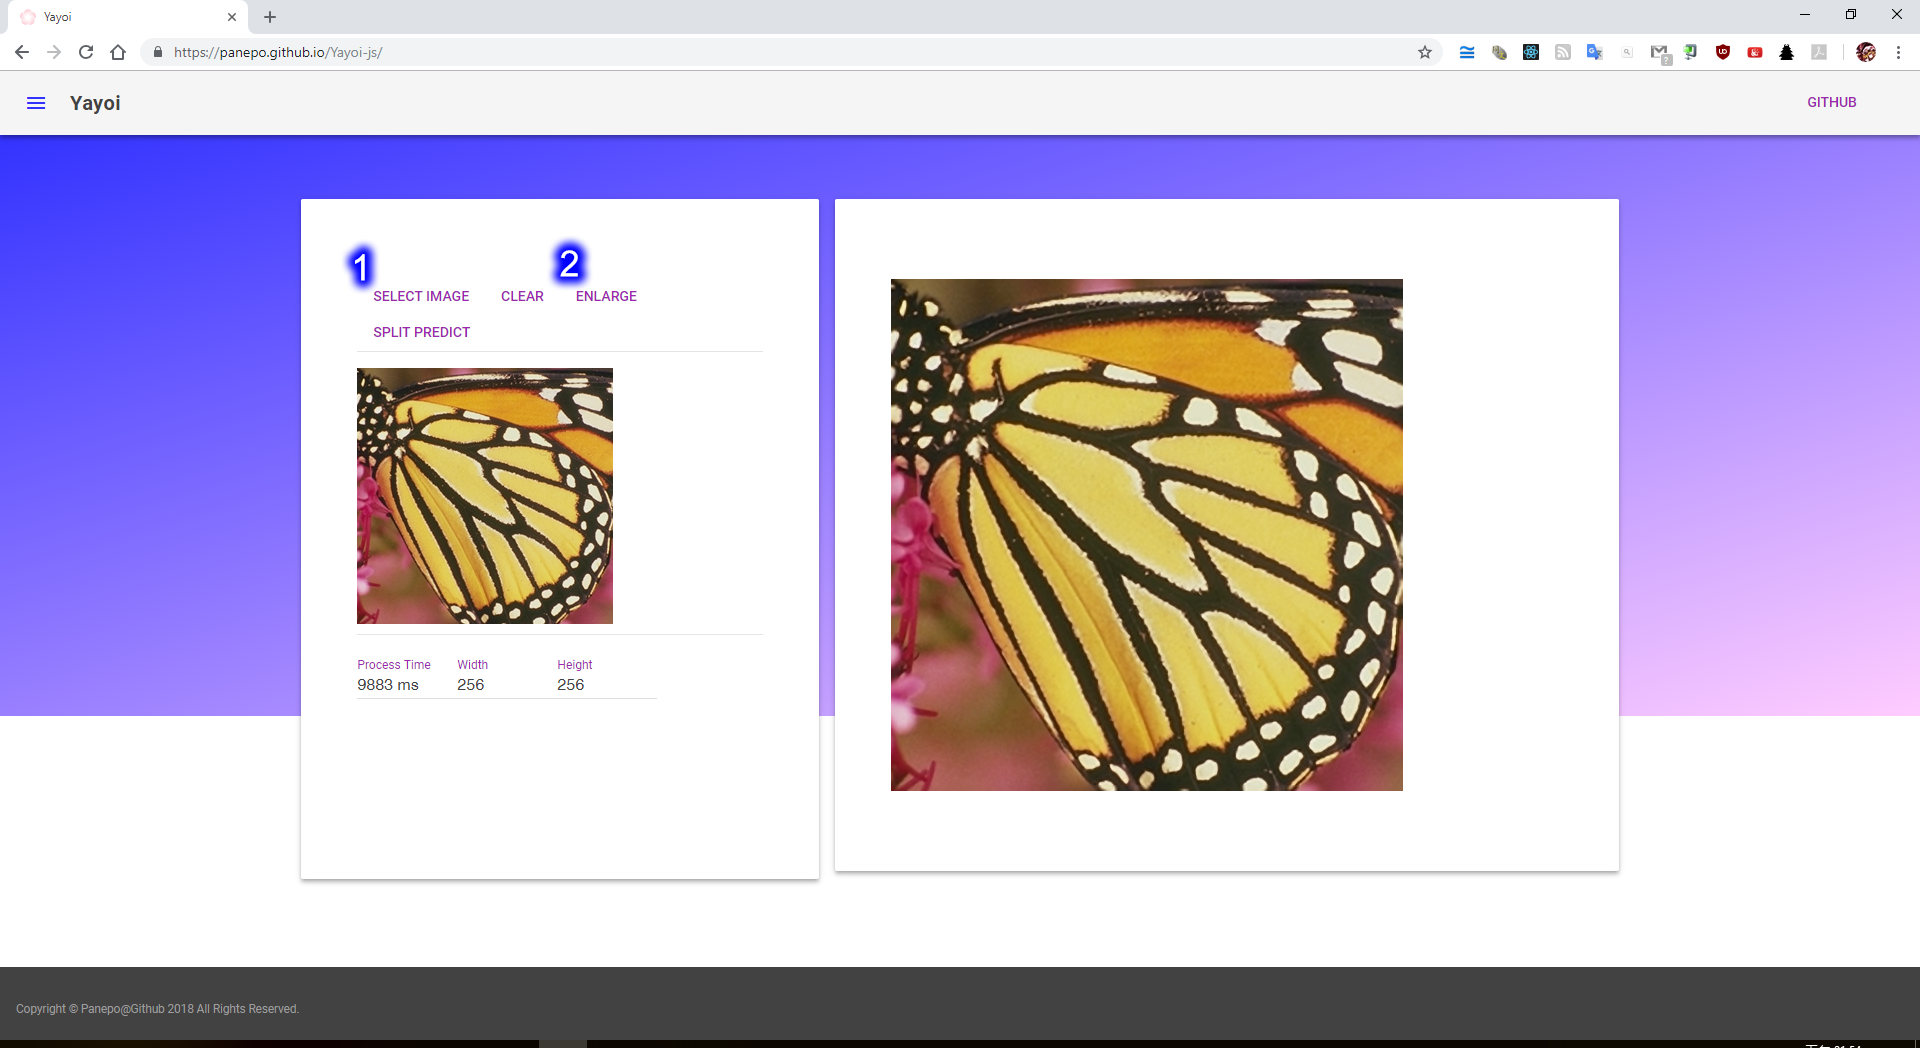 Yayoi
https://panepo.github.io/Yayoi-js/
Yayoi
GITHUB
1
2
SELECT IMAGE CLEAR ENLARGE
SPLIT PREDICT
Process Time Width Height
9883 ms 256 256
Copyright © Panepo@Github 2018 All Rights Reserved.